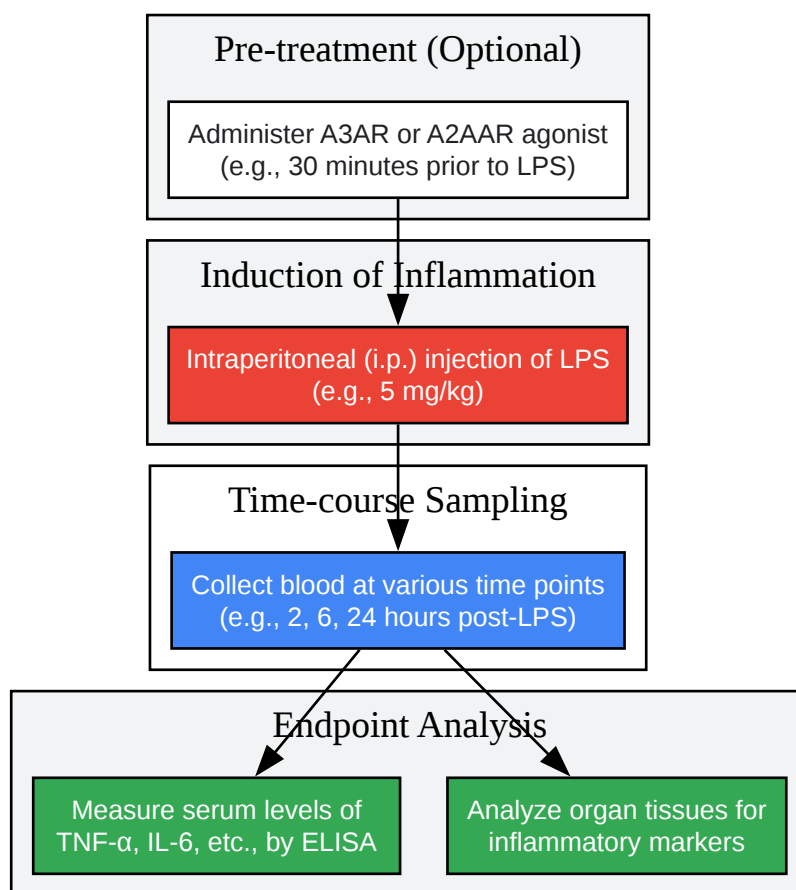 Pre-treatment (Optional)
Administer A3AR or A2AAR agonist
(e.g., 30 minutes prior to LPS)
Induction of Inflammation
Intraperitoneal (i.p.) injection of LPS
(e.g., 5 mg/kg)
Time-course Sampling
Collect blood at various time points
(e.g., 2, 6, 24 hours post-LPS)
Endpoint Analysis
Measure serum levels of
TNF-α, IL-6, etc., by ELISA
Analyze organ tissues for
inflammatory markers